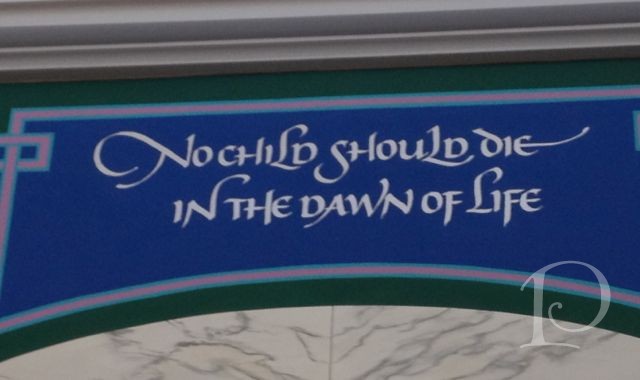 No child should die
in the dawn of life
P